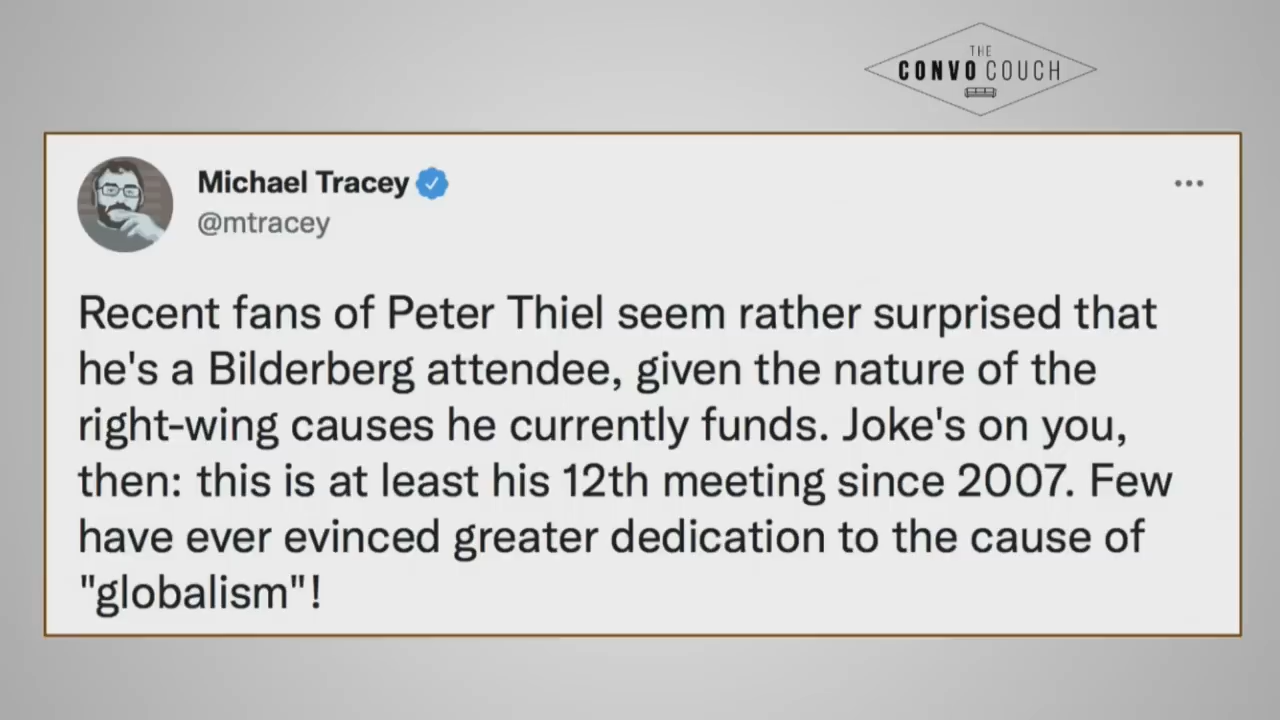 THE
CONVO COUCH
Michael Tracey
@mtracey
Recent fans of Peter Thiel seem rather surprised that
he's a Bilderberg attendee, given the nature of the
right-wing causes he currently funds. Joke's on you,
then: this is at least his 12th meeting since 2007. Few
have ever evinced greater dedication to the cause of
"globalism"!